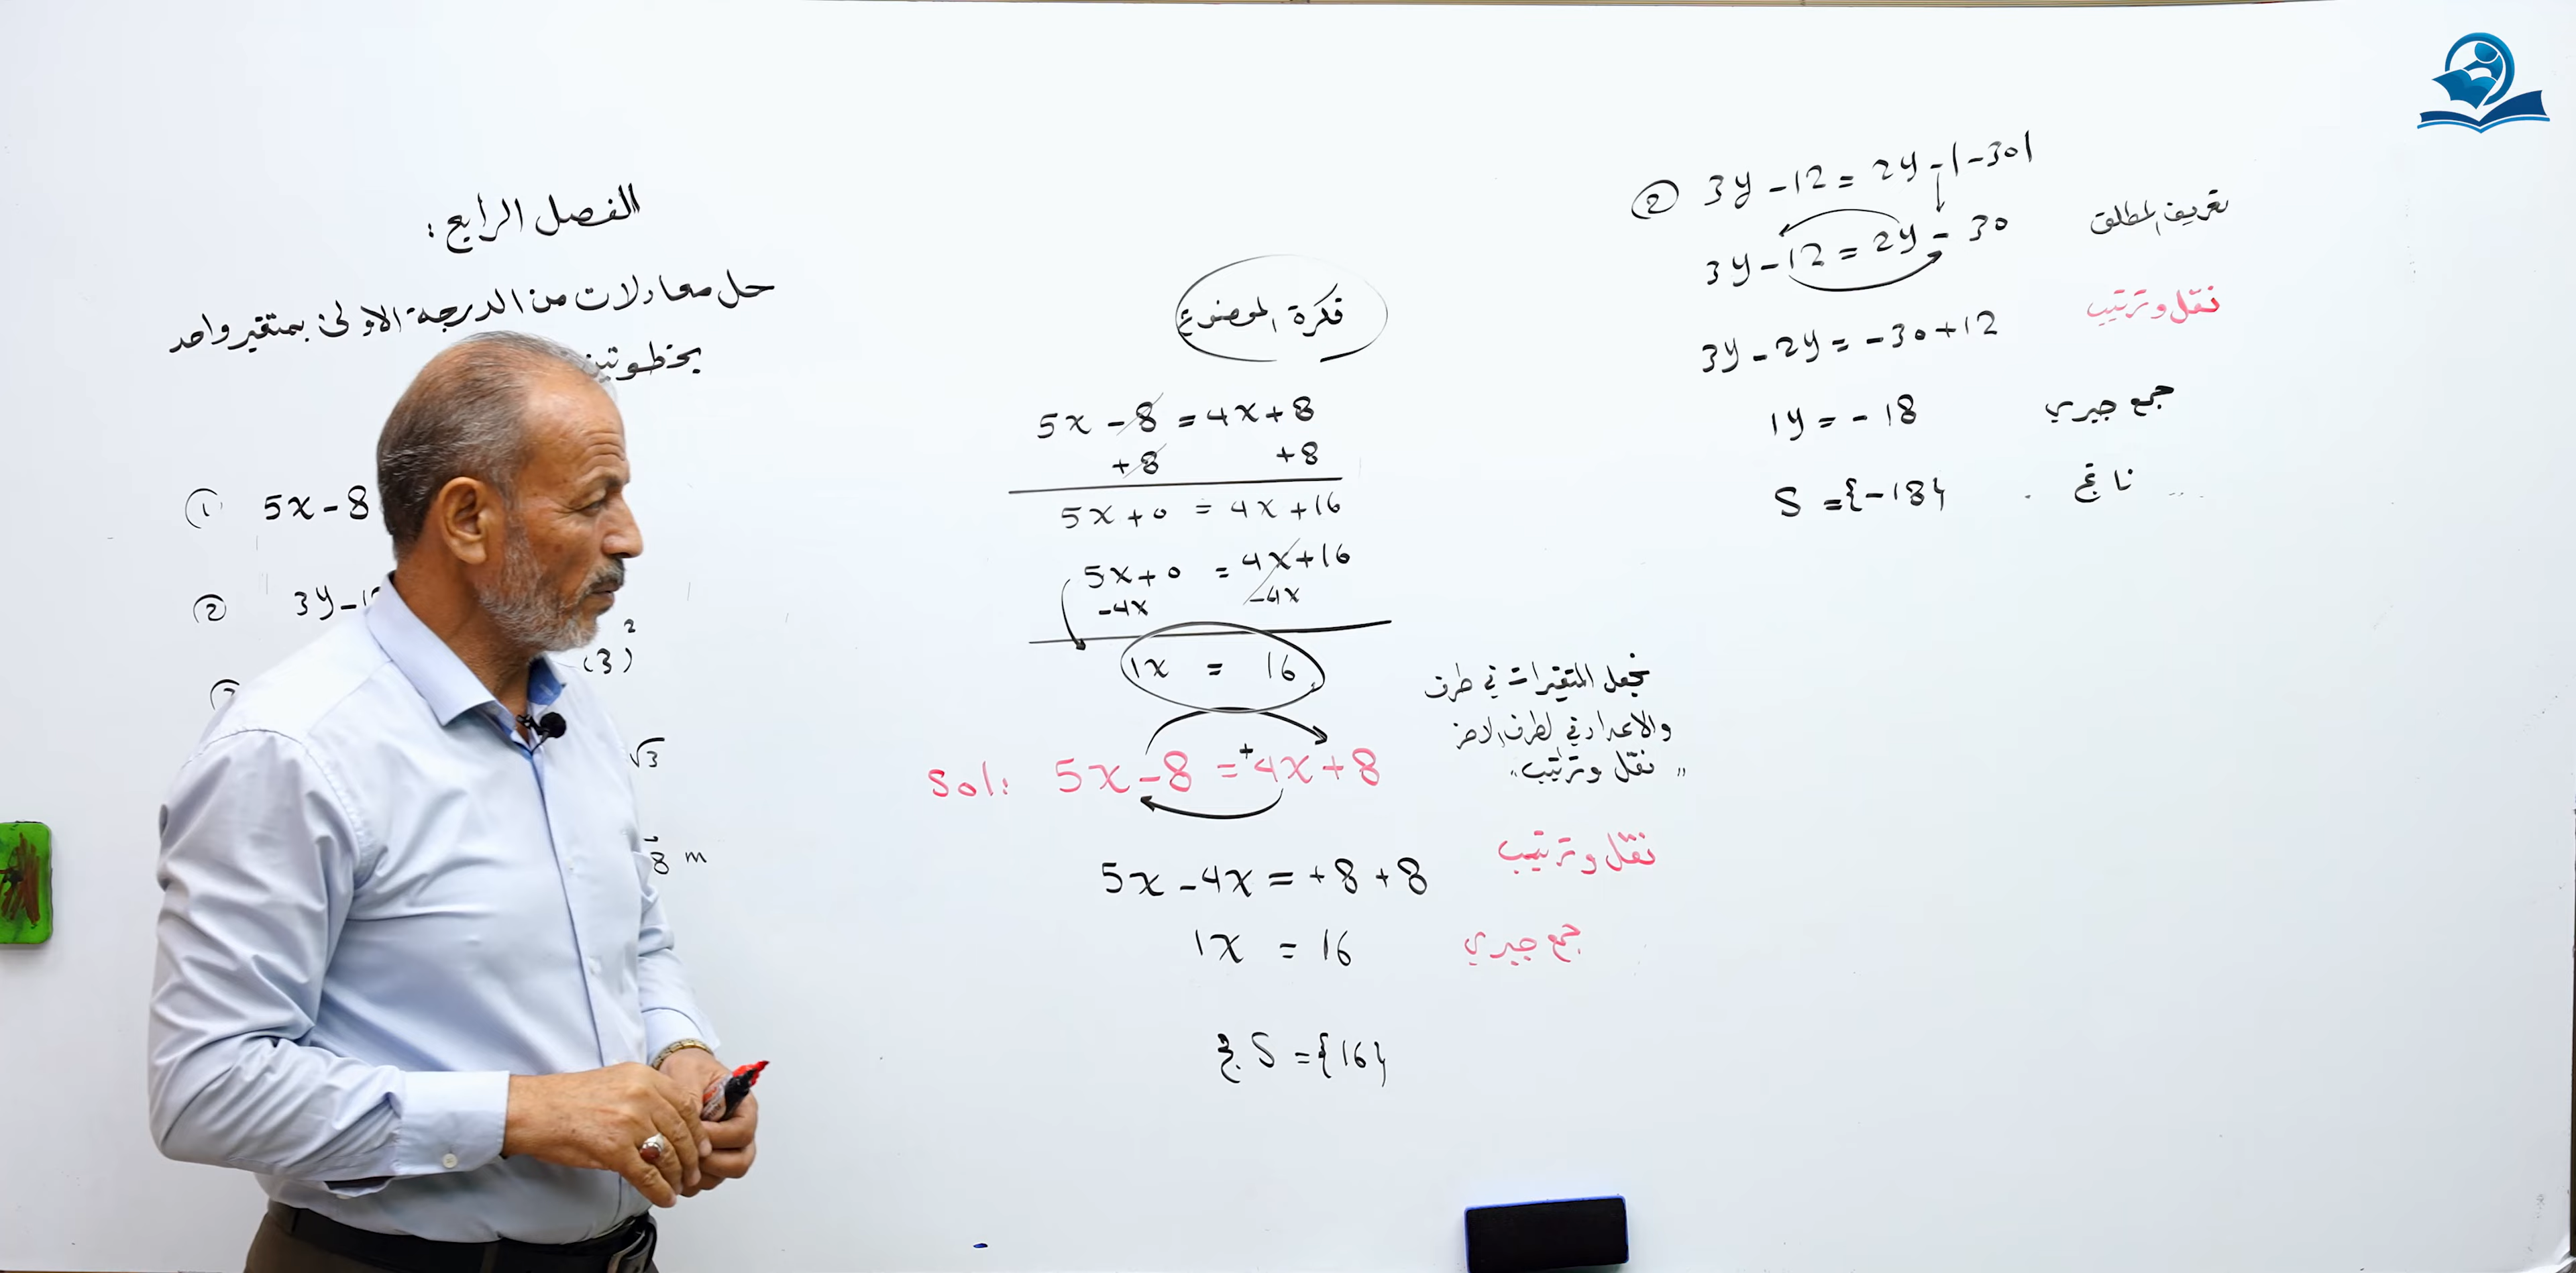 الفصل الرابع :
حل معادلات من الدرجة الاولى بمتغير واحد
بخطوتين
① 5x - 8
② 3y - 1
(3)²
√3
8 m
فكرة الموضوع
5x - 8 = 4x + 8
+8 +8
5x + 0 = 4x + 16
5x + 0 = 4x + 16
-4x -4x
1x = 16
نجعل المتغيرات في طرف
والاعداد في الطرف الاخر
" نقل وترتيب "
Sol: 5x - 8 = +4x + 8
5x - 4x = +8 + 8 نقل وترتيب
1x = 16 جمع جبري
S = {16}
② 3y - 12 = 2y - |-30|
3y - 12 = 2y - 30 تعريف المطلق
3y - 2y = -30 + 12 نقل وترتيب
1y = - 18 جمع جبري
S = {-18} ناتج